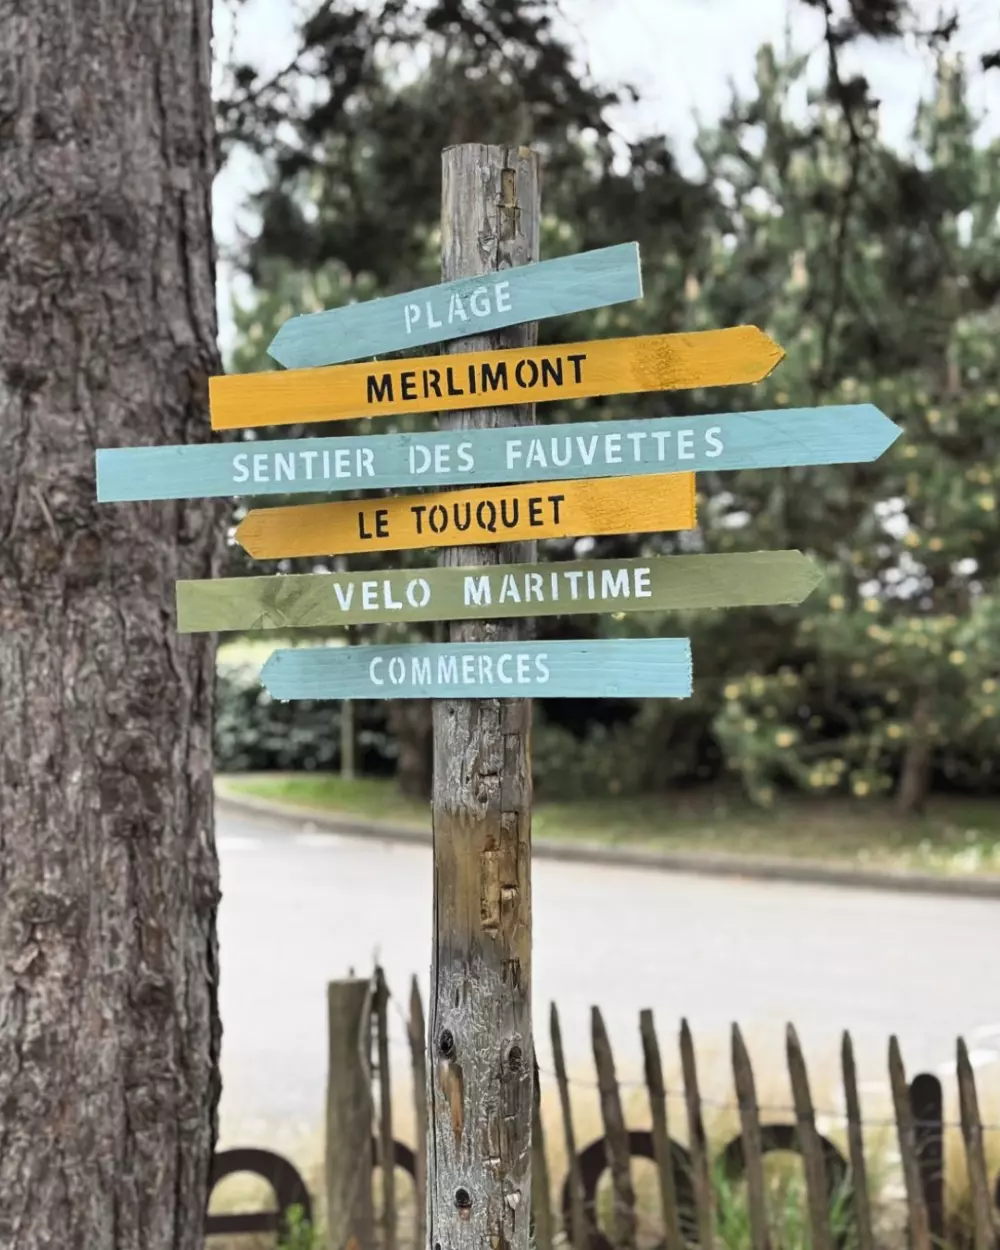 PLAGE
MERLIMONT
SENTIER DES FAUVETTES
LE TOUQUET
VELO MARITIME
COMMERCES